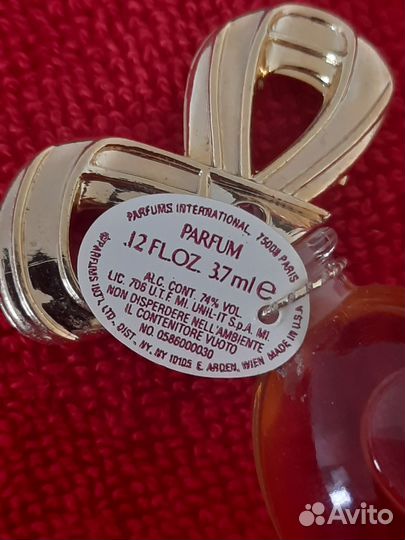 PARFUMS INTERNATIONAL 75008 PARIS
PARFUM
.12 FL.OZ. 3.7 ml e
ALC. CONT. 74% VOL
LIC. 706 U.T.F. MI. UNIL-IT S.p.A. MI
NON DISPERDERE NELL'AMBIENTE
IL CONTENITORE VUOTO
NO. 0586000030
©PARFUMS INT'L LTD., DIST. NY, NY 10105 E. ARDEN, WIEN MADE IN U.S.A
Avito